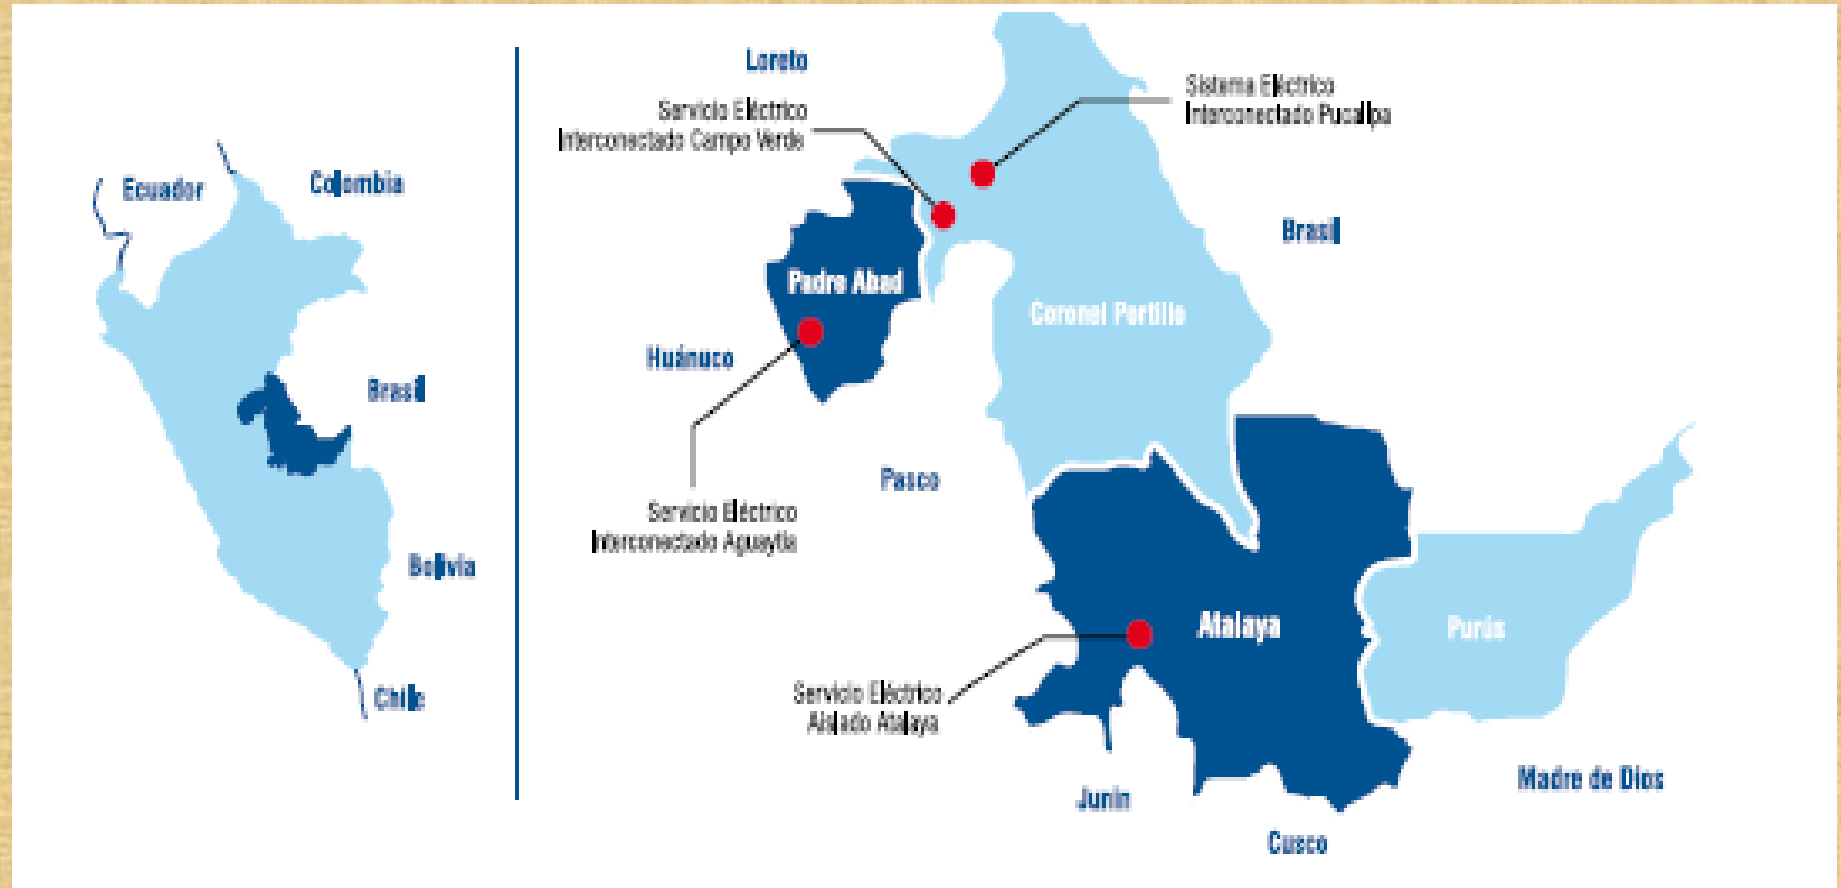 Ecuador
Colombia
Brasil
Bolivia
Chile
Loreto
Servicio Eléctrico
Interconectado Campo Verde
Sistema Eléctrico
Interconectado Pucallpa
Brasil
Padre Abad
Coronel Portillo
Huánuco
Pasco
Servicio Eléctrico
Interconectado Aguaytía
Atalaya
Purús
Servicio Eléctrico
Aislado Atalaya
Junín
Cusco
Madre de Dios